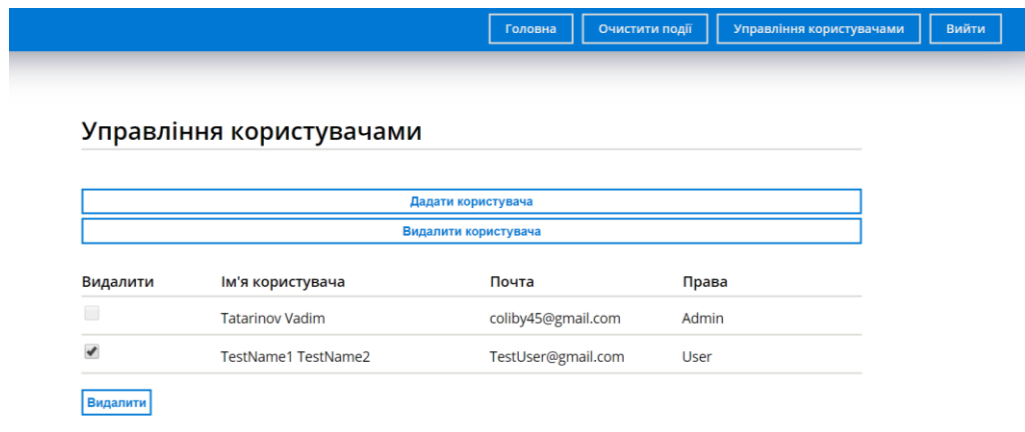 Головна Очистити події Управління користувачами Вийти
Управління користувачами
Дадати користувача
Видалити користувача
Видалити Ім'я користувача Почта Права
Tatarinov Vadim coliby45@gmail.com Admin
TestName1 TestName2 TestUser@gmail.com User
Видалити